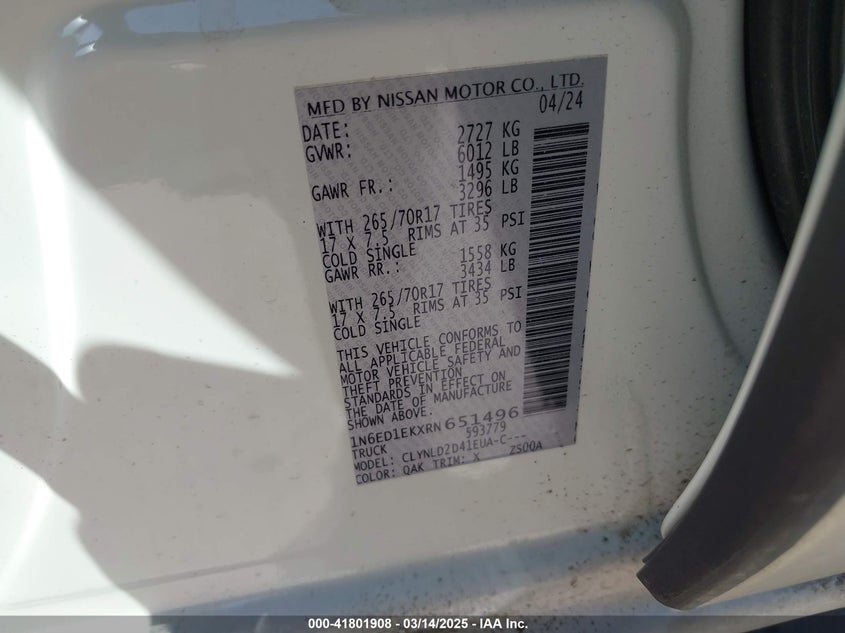 MFD BY NISSAN MOTOR CO., LTD.
DATE: 04/24
GVWR: 2727 KG
6012 LB
GAWR FR.: 1495 KG
3296 LB
WITH 265/70R17 TIRES
17 X 7.5 RIMS AT 35 PSI
COLD SINGLE
GAWR RR.: 1558 KG
3434 LB
WITH 265/70R17 TIRES
17 X 7.5 RIMS AT 35 PSI
COLD SINGLE
THIS VEHICLE CONFORMS TO
ALL APPLICABLE FEDERAL
MOTOR VEHICLE SAFETY AND
THEFT PREVENTION
STANDARDS IN EFFECT ON
THE DATE OF MANUFACTURE
SHOWN ABOVE.
1N6ED1EKXRN651496
TRUCK 593779
MODEL: CLYNLD2D41EUA-C---
COLOR: QAK TRIM: X ZS00A
000-41801908 - 03/14/2025 - IAA Inc.